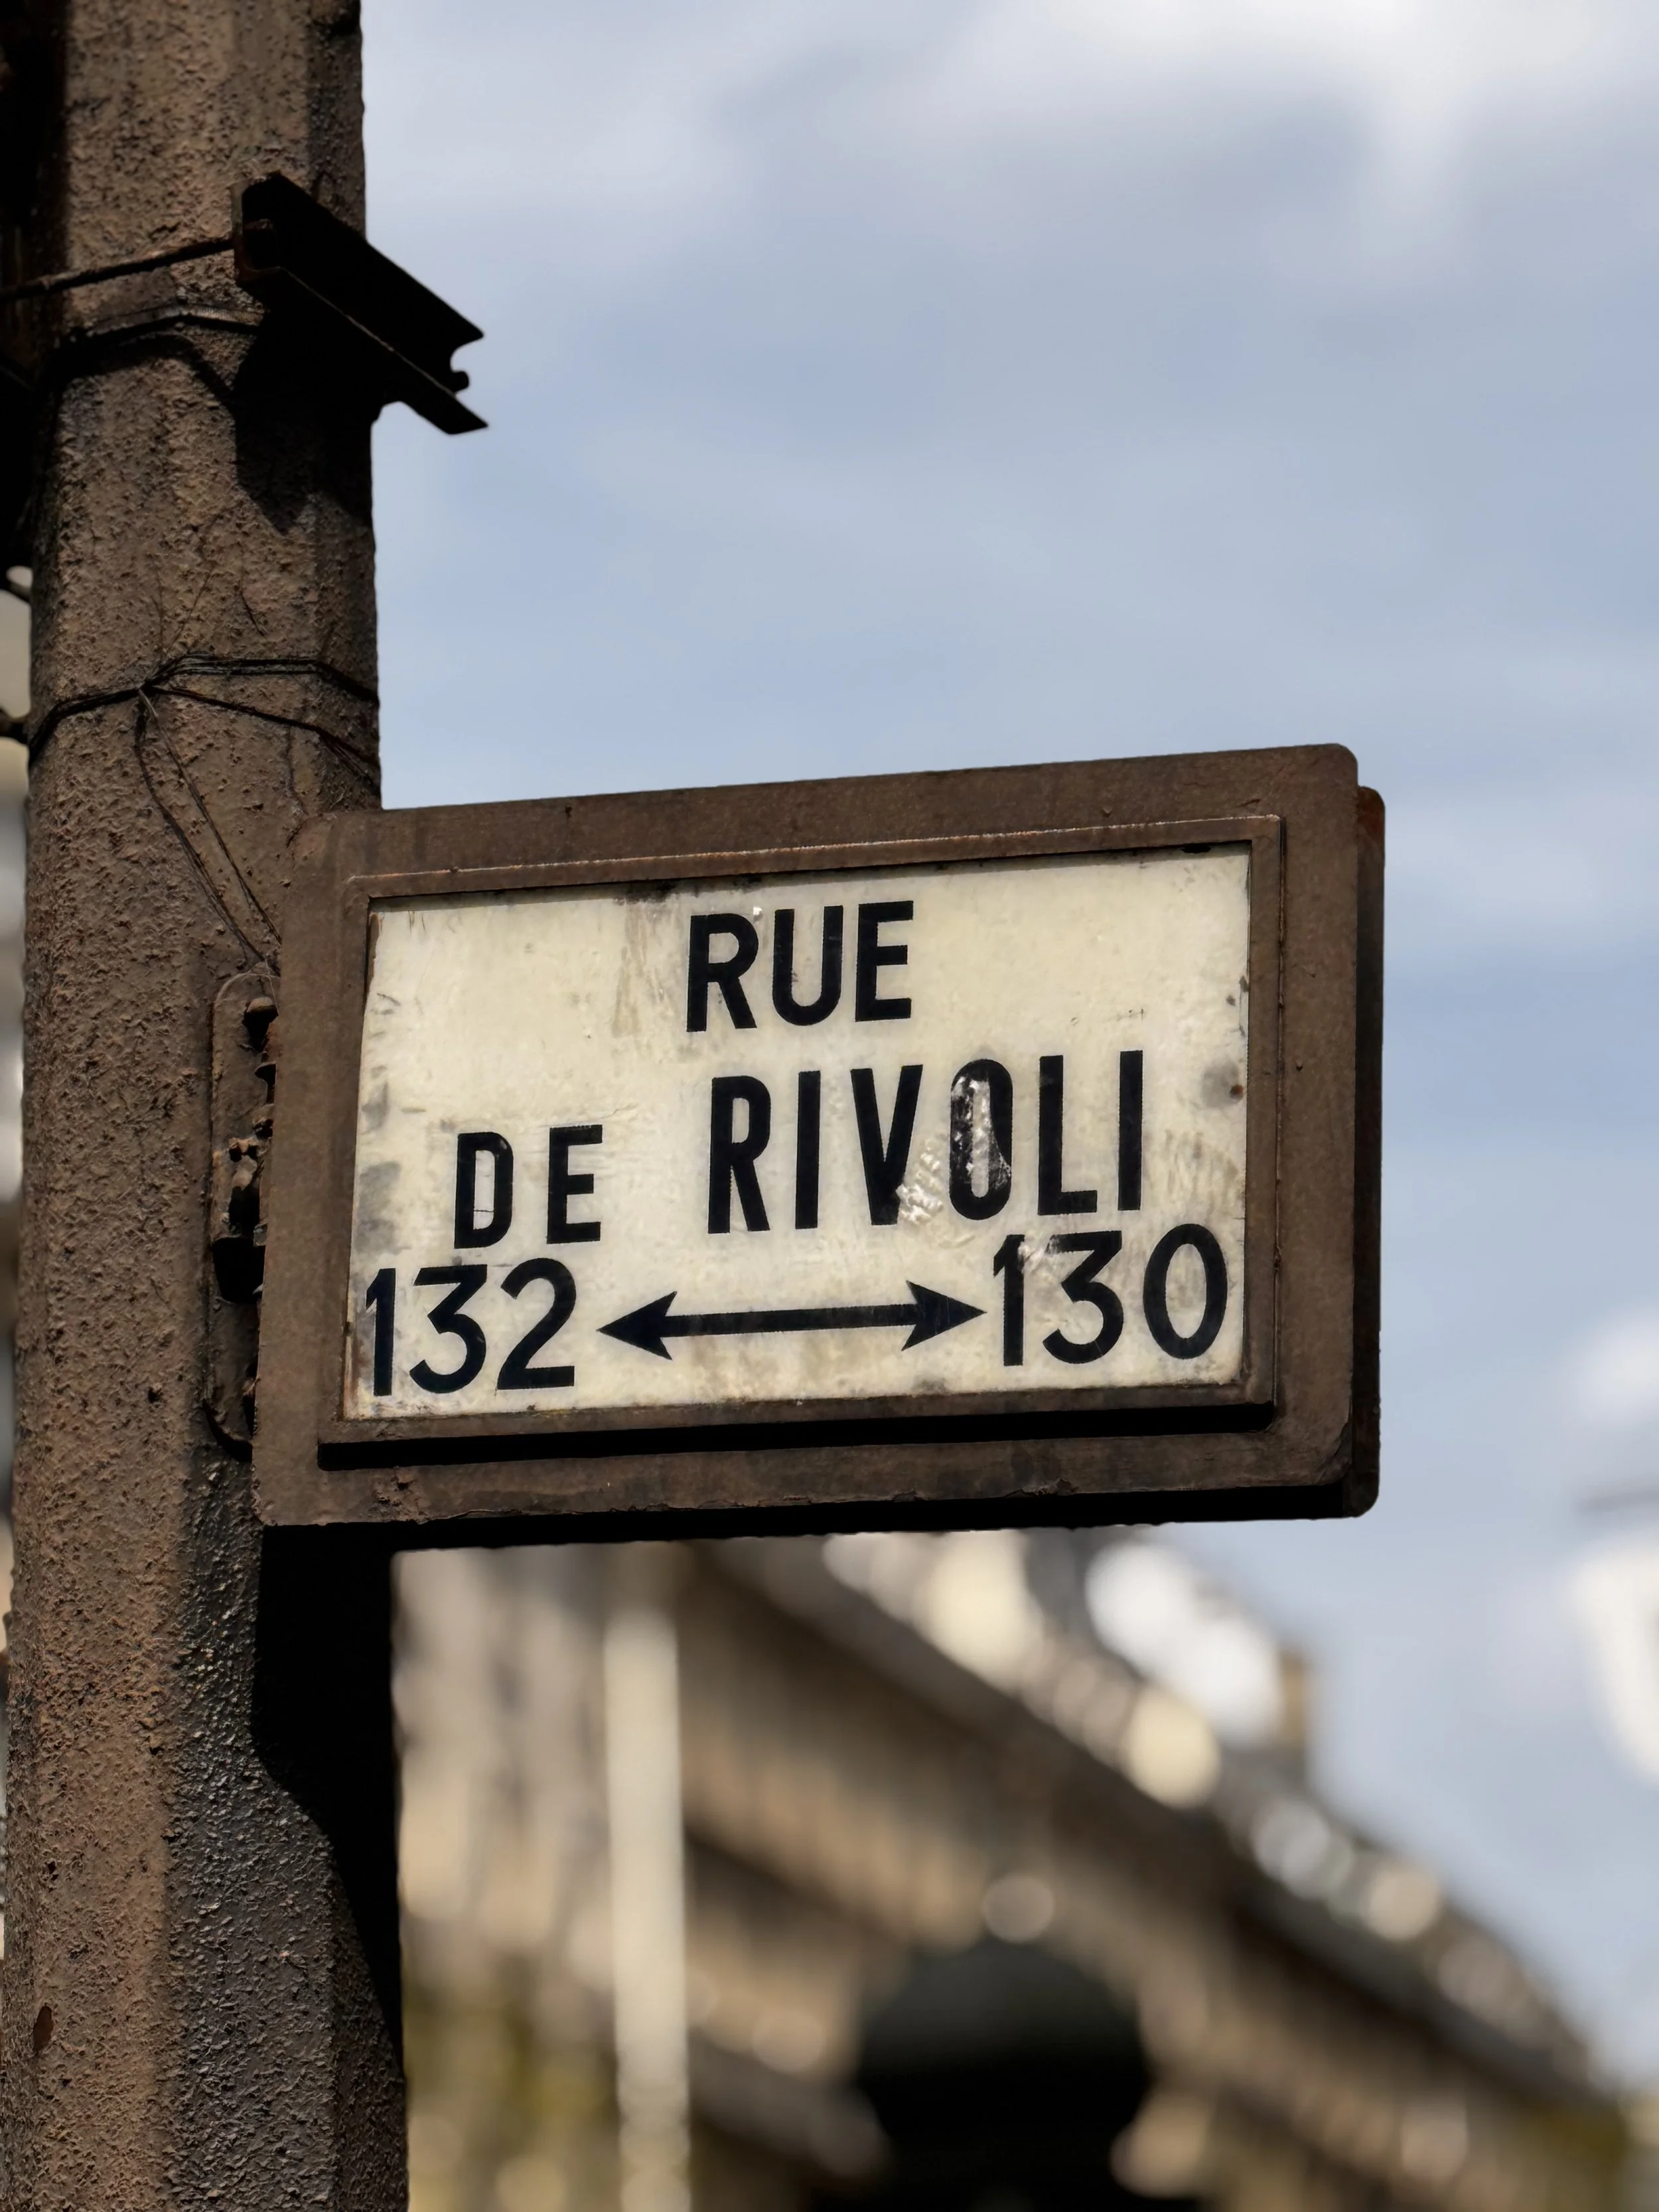 RUE
DE RIVOLI
132 ↔ 130